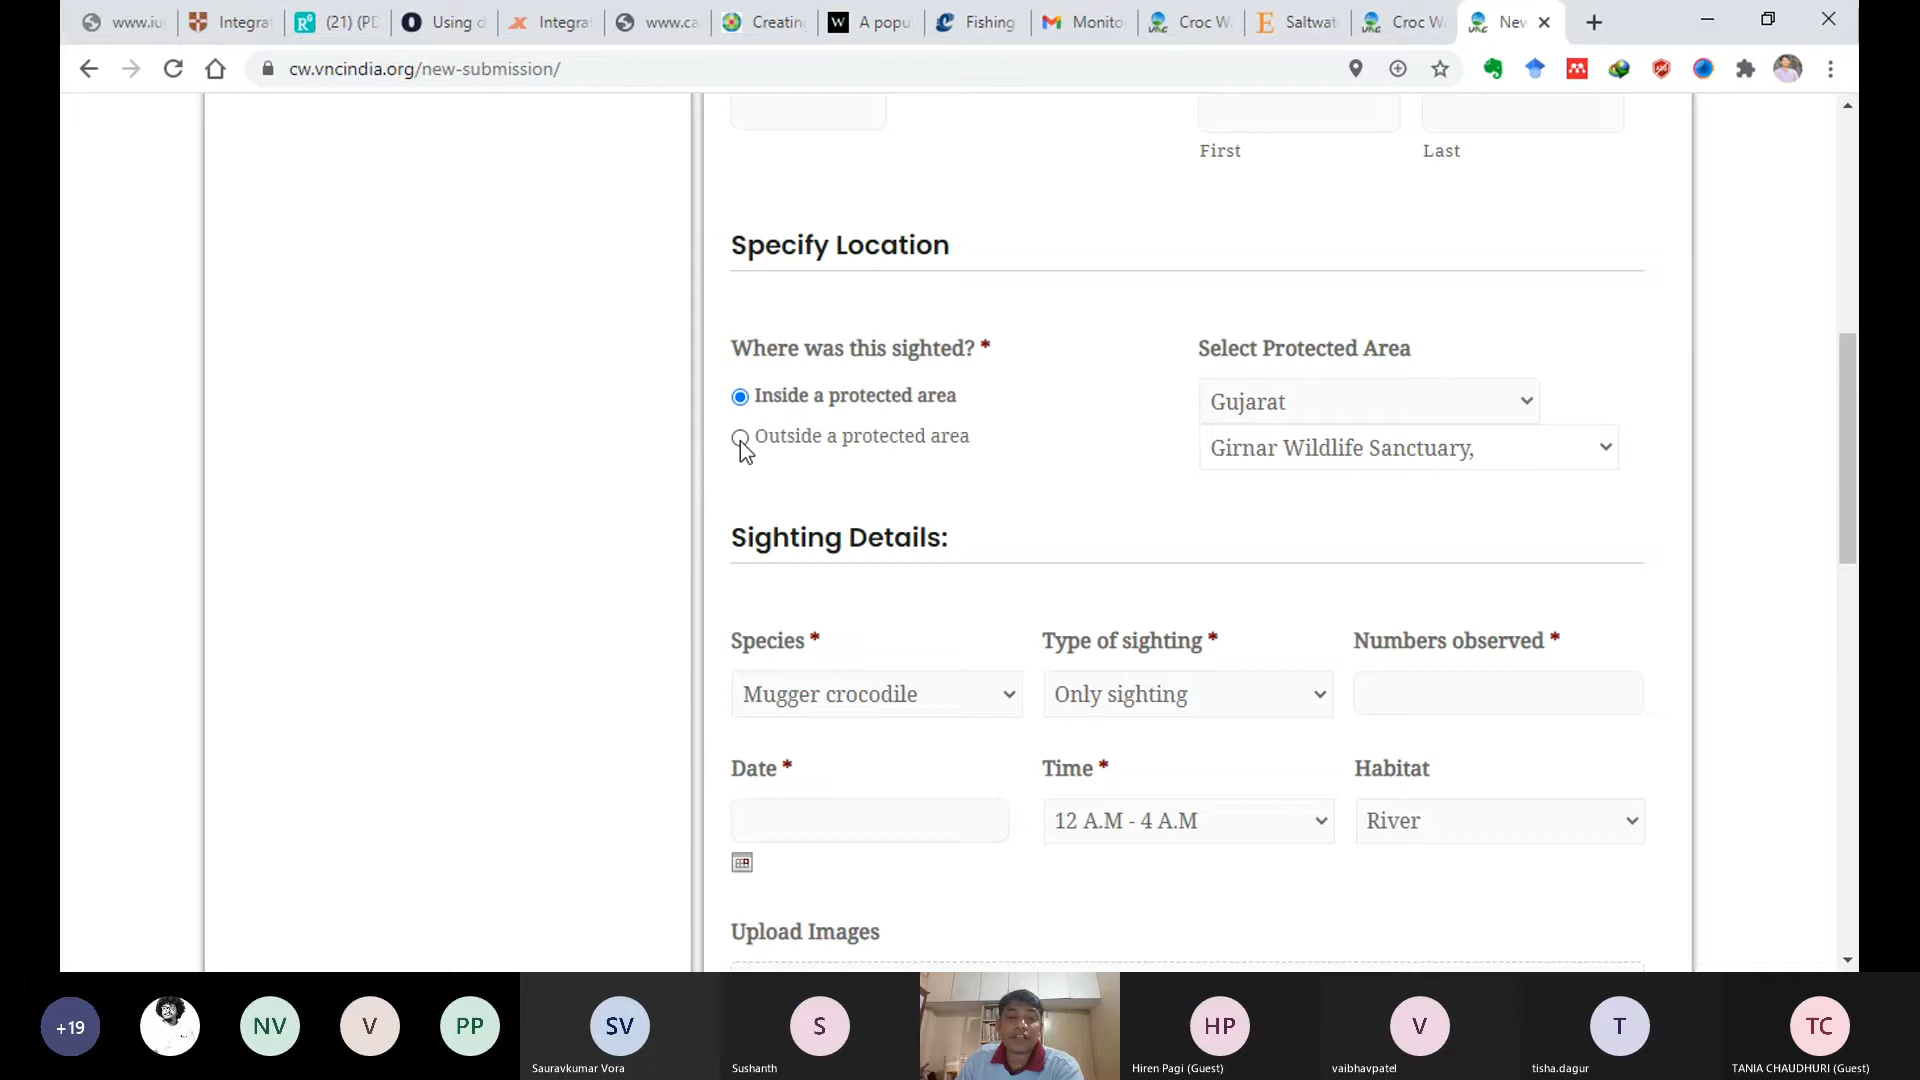 www.iu
Integrat
(21) (PD
Using d
Integra
www.ca
Creating
A popu
Fishing
Monito
Croc W
Saltwat
Croc W
New
cw.vncindia.org/new-submission/
First
Last
Specify Location
Where was this sighted? *
Select Protected Area
Inside a protected area
Gujarat
Outside a protected area
Girnar Wildlife Sanctuary,
Sighting Details:
Species *
Type of sighting *
Numbers observed *
Mugger crocodile
Only sighting
Date *
Time *
Habitat
12 A.M - 4 A.M
River
Upload Images
+19
NV
V
PP
SV
S
HP
V
T
TC
Sauravkumar Vora
Sushanth
Hiren Pagi (Guest)
vaibhavpatel
tisha.dagur
TANIA CHAUDHURI (Guest)